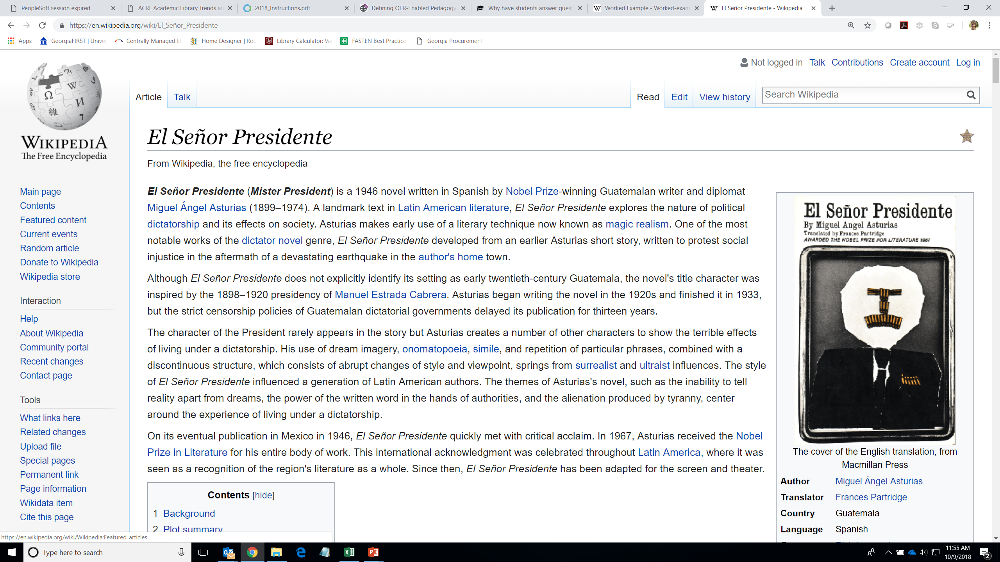 PeopleSoft session expired
ACRL Academic Library Trends an
2018_Instructions.pdf
Defining OER-Enabled Pedagogy
Why have students answer quest
Worked Example - Worked-exam
El Señor Presidente - Wikipedia
https://en.wikipedia.org/wiki/El_Señor_Presidente
Apps
GeorgiaFIRST | Univer
Centrally Managed El
Home Designer | Roo
Library Calculator: Va
FASTEN Best Practice
Georgia Procurement
WIKIPEDIA
The Free Encyclopedia
Not logged in Talk Contributions Create account Log in
Article Talk Read Edit View history Search Wikipedia
El Señor Presidente
From Wikipedia, the free encyclopedia
Main page
Contents
Featured content
Current events
Random article
Donate to Wikipedia
Wikipedia store
Interaction
Help
About Wikipedia
Community portal
Recent changes
Contact page
Tools
What links here
Related changes
Upload file
Special pages
Permanent link
Page information
Wikidata item
Cite this page
El Señor Presidente (Mister President) is a 1946 novel written in Spanish by Nobel Prize-winning Guatemalan writer and diplomat
Miguel Ángel Asturias (1899–1974). A landmark text in Latin American literature, El Señor Presidente explores the nature of political
dictatorship and its effects on society. Asturias makes early use of a literary technique now known as magic realism. One of the most
notable works of the dictator novel genre, El Señor Presidente developed from an earlier Asturias short story, written to protest social
injustice in the aftermath of a devastating earthquake in the author's home town.
Although El Señor Presidente does not explicitly identify its setting as early twentieth-century Guatemala, the novel's title character was
inspired by the 1898–1920 presidency of Manuel Estrada Cabrera. Asturias began writing the novel in the 1920s and finished it in 1933,
but the strict censorship policies of Guatemalan dictatorial governments delayed its publication for thirteen years.
The character of the President rarely appears in the story but Asturias creates a number of other characters to show the terrible effects
of living under a dictatorship. His use of dream imagery, onomatopoeia, simile, and repetition of particular phrases, combined with a
discontinuous structure, which consists of abrupt changes of style and viewpoint, springs from surrealist and ultraist influences. The style
of El Señor Presidente influenced a generation of Latin American authors. The themes of Asturias's novel, such as the inability to tell
reality apart from dreams, the power of the written word in the hands of authorities, and the alienation produced by tyranny, center
around the experience of living under a dictatorship.
On its eventual publication in Mexico in 1946, El Señor Presidente quickly met with critical acclaim. In 1967, Asturias received the Nobel
Prize in Literature for his entire body of work. This international acknowledgment was celebrated throughout Latin America, where it was
seen as a recognition of the region's literature as a whole. Since then, El Señor Presidente has been adapted for the screen and theater.
Contents [hide]
1 Background
2 Plot summary
El Señor Presidente
By Miguel Angel Asturias
Translated by Frances Partridge
AWARDED THE NOBEL PRIZE FOR LITERATURE 1967
The cover of the English translation, from
Macmillan Press
Author Miguel Ángel Asturias
Translator Frances Partridge
Country Guatemala
Language Spanish
https://en.wikipedia.org/wiki/Wikipedia:Featured_articles
Type here to search
11:55 AM
10/9/2018
2